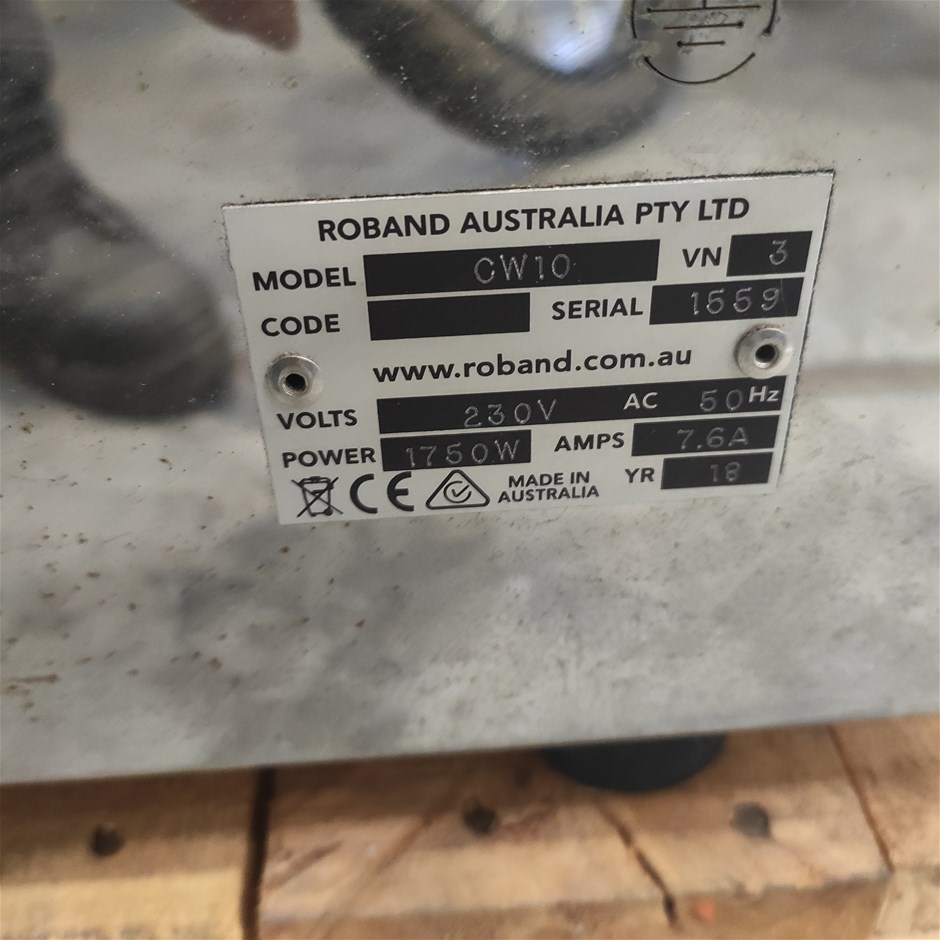 ROBAND AUSTRALIA PTY LTD
MODEL CW10 VN 3
CODE SERIAL 1559
www.roband.com.au
VOLTS 230V AC 50Hz
POWER 1750W AMPS 7.6A
CE MADE IN AUSTRALIA YR 18